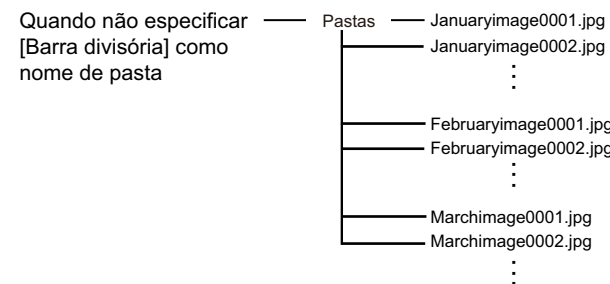 Quando não especificar
[Barra divisória] como
nome de pasta
Pastas
Januaryimage0001.jpg
Januaryimage0002.jpg
Februaryimage0001.jpg
Februaryimage0002.jpg
Marchimage0001.jpg
Marchimage0002.jpg